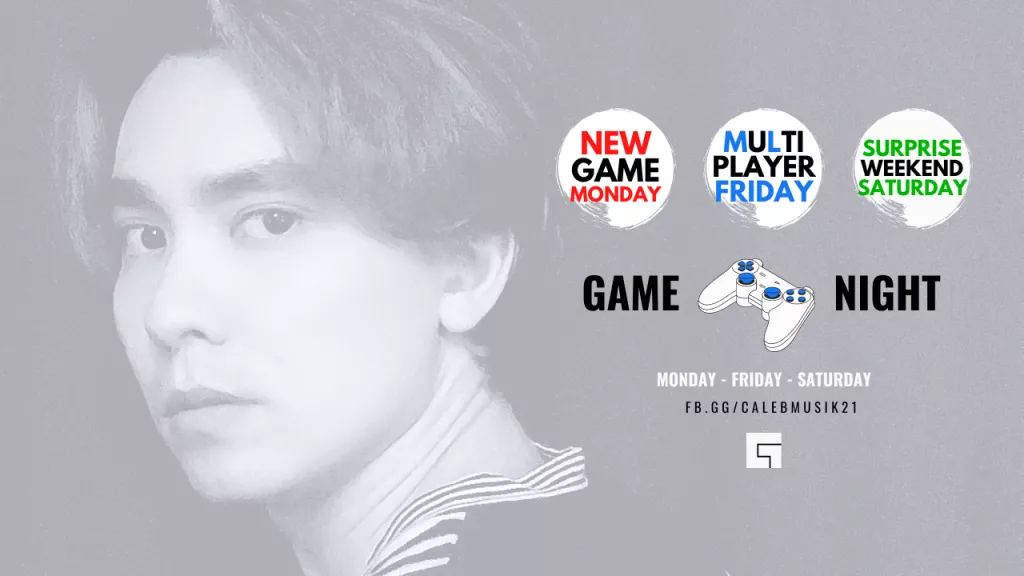 NEW
GAME
MONDAY
MULTI
PLAYER
FRIDAY
SURPRISE
WEEKEND
SATURDAY
GAME NIGHT
MONDAY - FRIDAY - SATURDAY
FB.GG/CALEBMUSIK21